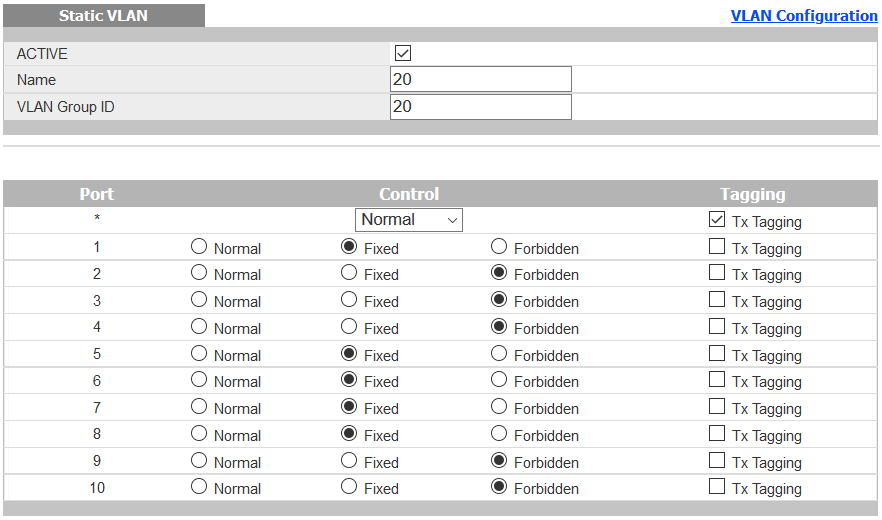 Static VLAN VLAN Configuration
ACTIVE
Name 20
VLAN Group ID 20
Port Control Tagging
* Normal Tx Tagging
1 Normal Fixed Forbidden Tx Tagging
2 Normal Fixed Forbidden Tx Tagging
3 Normal Fixed Forbidden Tx Tagging
4 Normal Fixed Forbidden Tx Tagging
5 Normal Fixed Forbidden Tx Tagging
6 Normal Fixed Forbidden Tx Tagging
7 Normal Fixed Forbidden Tx Tagging
8 Normal Fixed Forbidden Tx Tagging
9 Normal Fixed Forbidden Tx Tagging
10 Normal Fixed Forbidden Tx Tagging